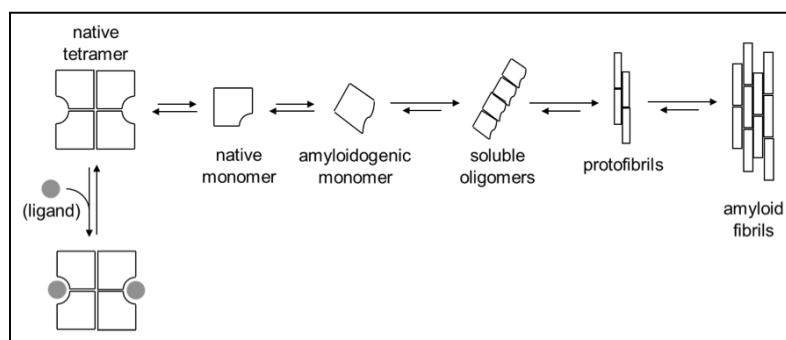 native
tetramer
native
monomer
amyloidogenic
monomer
soluble
oligomers
protofibrils
amyloid
fibrils
(ligand)